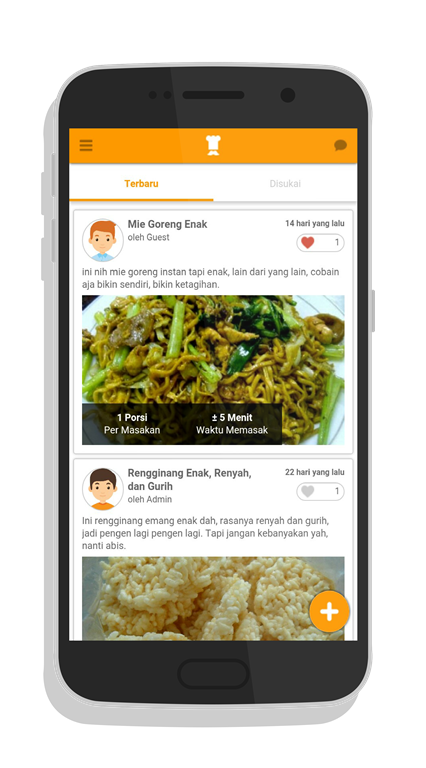 Terbaru
Disukai
Mie Goreng Enak
14 hari yang lalu
oleh Guest
1
ini nih mie goreng instan tapi enak, lain dari yang lain, cobain
aja bikin sendiri, bikin ketagihan.
1 Porsi
± 5 Menit
Per Masakan
Waktu Memasak
Rengginang Enak, Renyah,
dan Gurih
22 hari yang lalu
oleh Admin
1
Ini rengginang emang enak dah, rasanya renyah dan gurih,
jadi pengen lagi pengen lagi. Tapi jangan kebanyakan yah,
nanti abis.